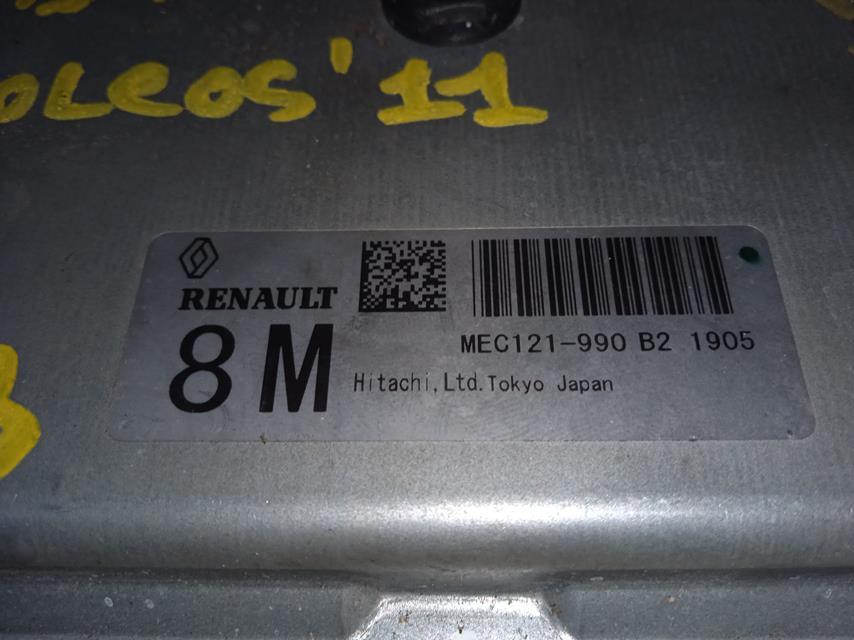 OLEOS'11
RENAULT
8M
MEC121-990 B2 1905
Hitachi,Ltd.Tokyo Japan